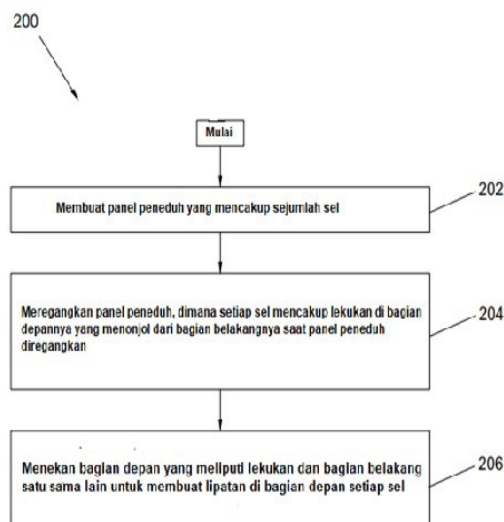 200
Mulai
Membuat panel peneduh yang mencakup sejumlah sel
202
Meregangkan panel peneduh, dimana setiap sel mencakup lekukan di bagian
depannya yang menonjol dari bagian belakangnya saat panel peneduh
diregangkan
204
Menekan bagian depan yang meliputi lekukan dan bagian belakang
satu sama lain untuk membuat lipatan di bagian depan setiap sel
206